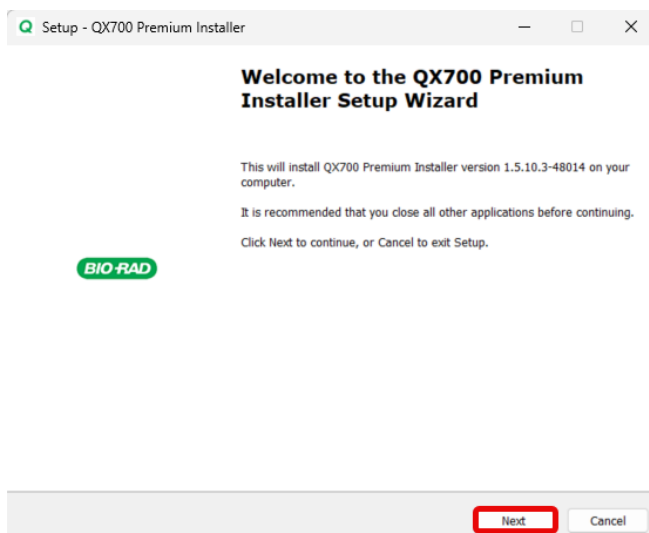 Setup - QX700 Premium Installer
Welcome to the QX700 Premium
Installer Setup Wizard
This will install QX700 Premium Installer version 1.5.10.3-48014 on your
computer.
It is recommended that you close all other applications before continuing.
Click Next to continue, or Cancel to exit Setup.
BIO-RAD
Next Cancel